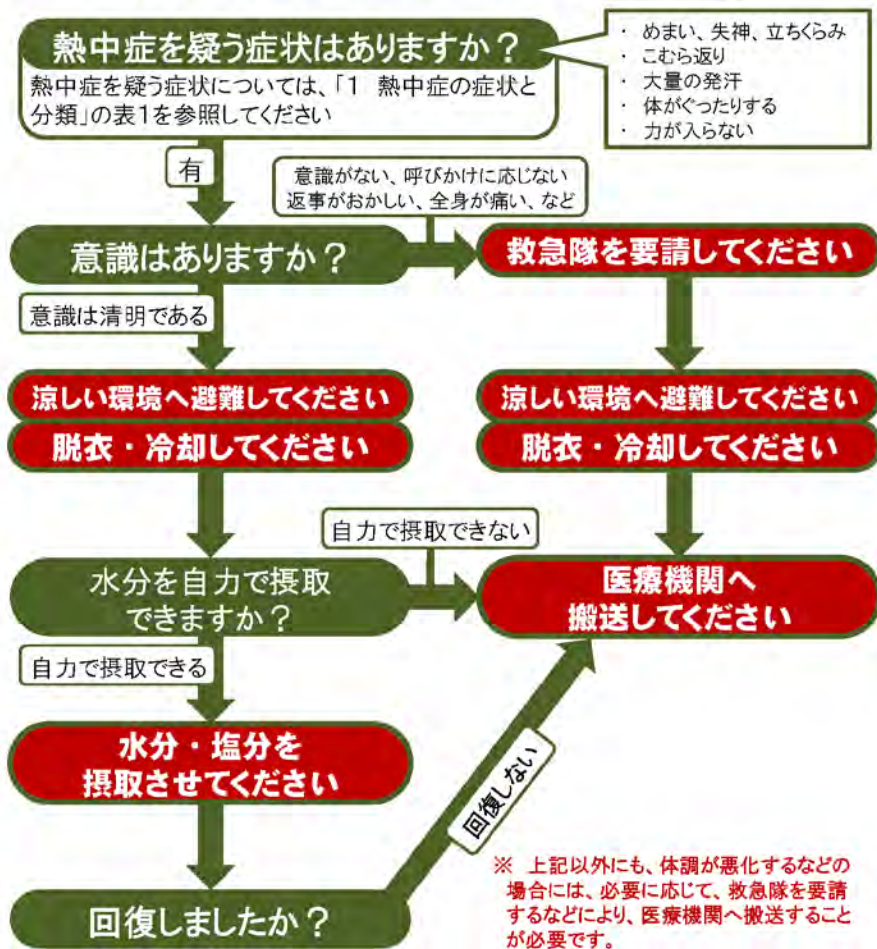 熱中症を疑う症状はありますか？
熱中症を疑う症状については、「1　熱中症の症状と
分類」の表1を参照してください
・ めまい、失神、立ちくらみ
・ こむら返り
・ 大量の発汗
・ 体がぐったりする
・ 力が入らない
有
意識がない、呼びかけに応じない
返事がおかしい、全身が痛い、など
意識はありますか？
救急隊を要請してください
意識は清明である
涼しい環境へ避難してください
脱衣・冷却してください
涼しい環境へ避難してください
脱衣・冷却してください
自力で摂取できない
水分を自力で摂取
できますか？
医療機関へ
搬送してください
自力で摂取できる
水分・塩分を
摂取させてください
回復しない
回復しましたか？
※　上記以外にも、体調が悪化するなどの
場合には、必要に応じて、救急隊を要請
するなどにより、医療機関へ搬送すること
が必要です。